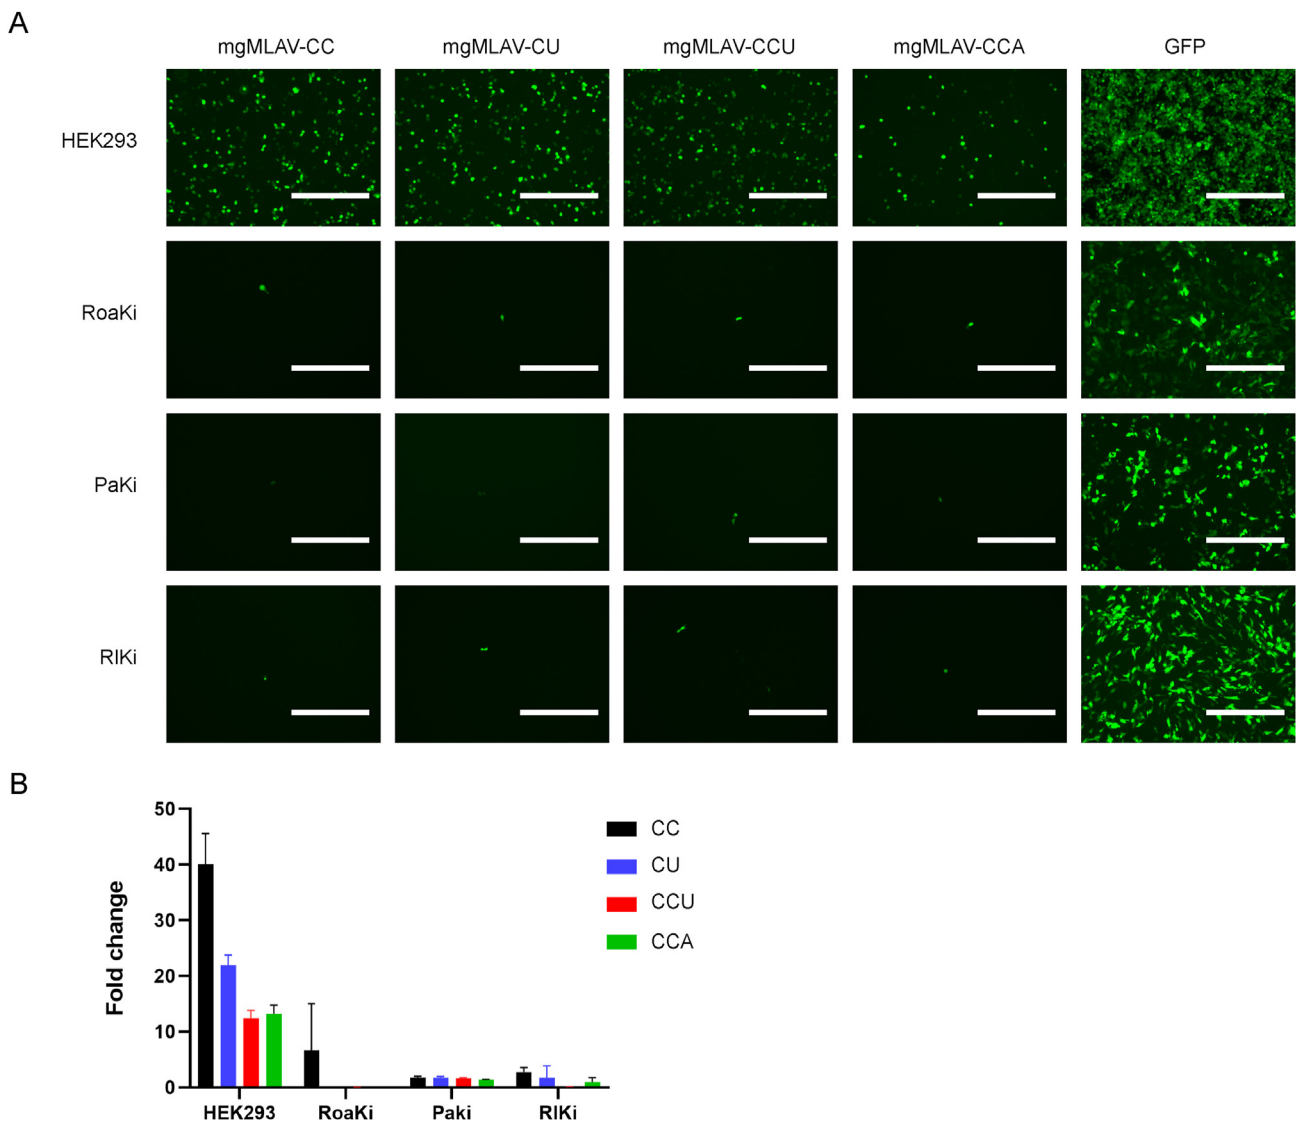 A
mgMLAV-CC mgMLAV-CU mgMLAV-CCU mgMLAV-CCA GFP
HEK293
RoaKi
PaKi
RlKi
B
Fold change
50
40
30
20
10
0
HEK293 RoaKi Paki RlKi
CC
CU
CCU
CCA